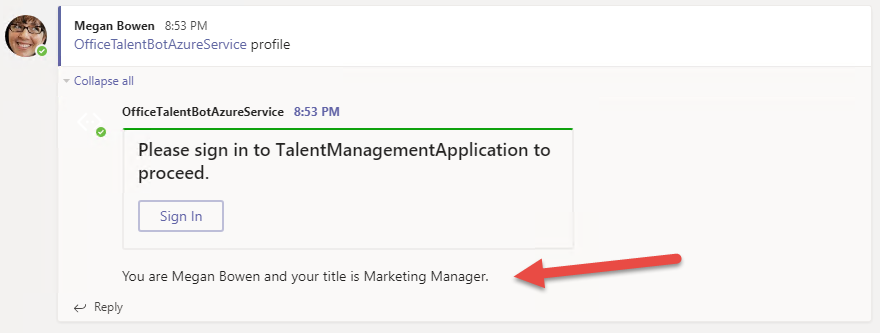 Megan Bowen 8:53 PM
OfficeTalentBotAzureService profile
Collapse all
OfficeTalentBotAzureService 8:53 PM
Please sign in to TalentManagementApplication to
proceed.
Sign In
You are Megan Bowen and your title is Marketing Manager.
Reply